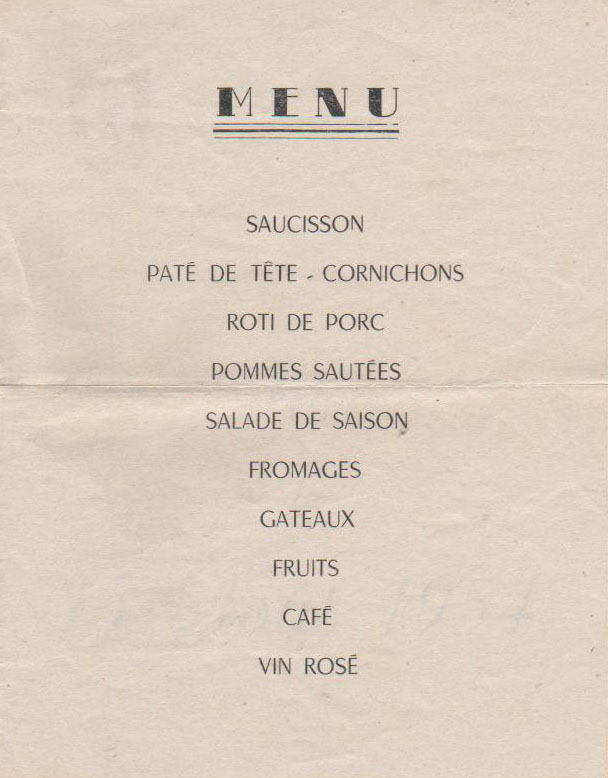 MENU
SAUCISSON
PATÉ DE TÊTE - CORNICHONS
ROTI DE PORC
POMMES SAUTÉES
SALADE DE SAISON
FROMAGES
GATEAUX
FRUITS
CAFÉ
VIN ROSÉ